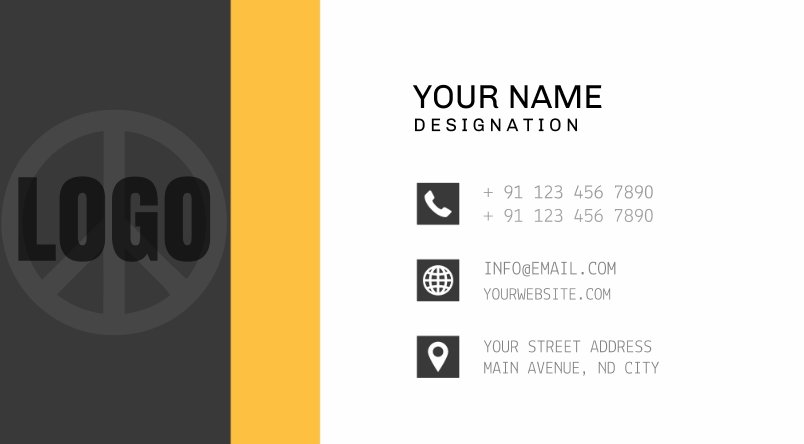 LOGO
YOUR NAME
DESIGNATION
+ 91 123 456 7890
+ 91 123 456 7890
INFO@EMAIL.COM
YOURWEBSITE.COM
YOUR STREET ADDRESS
MAIN AVENUE, ND CITY